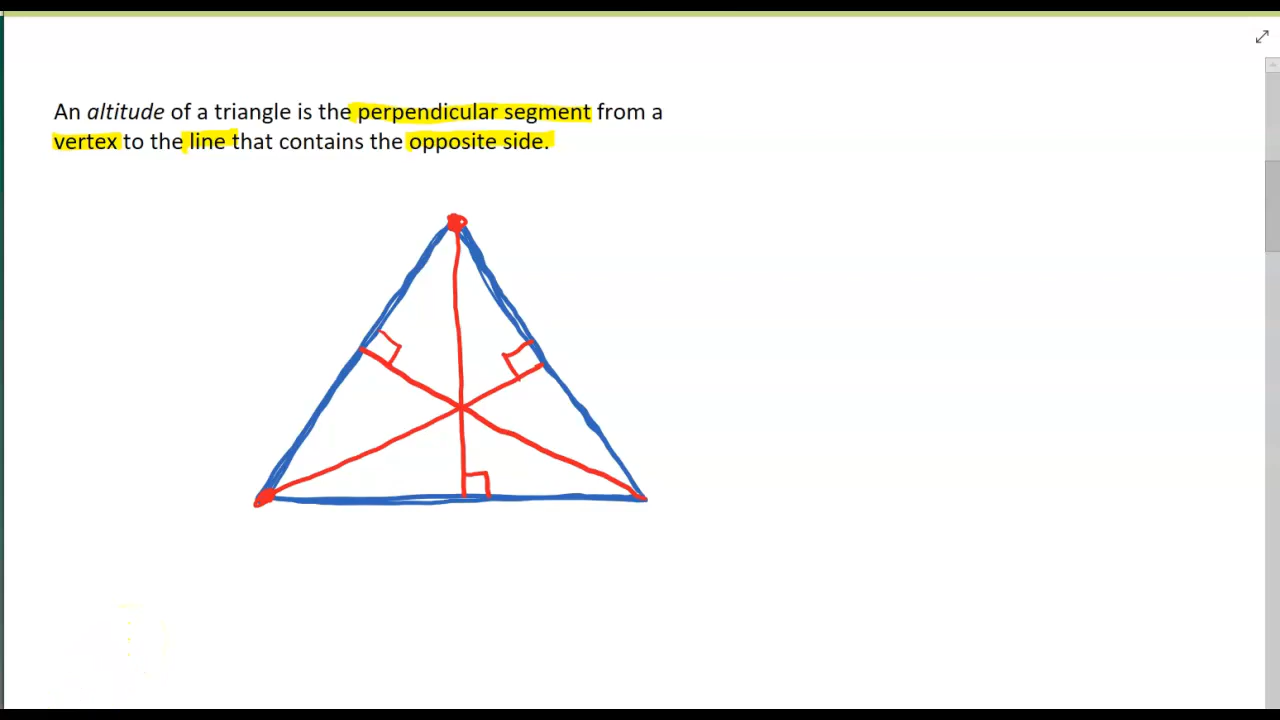 An altitude of a triangle is the perpendicular segment from a
vertex to the line that contains the opposite side.